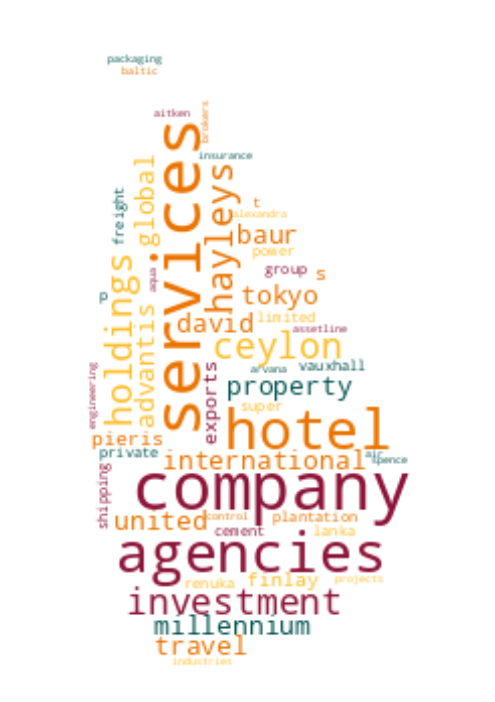 packaging
baltic
aitken
brokers
services
insurance
global
hayleys
freight
t
alexandra
baur
power
holdings
aqua
group
s
p
tokyo
advantis
david
limited
assetline
ceylon
arvana
vauxhall
engineering
exports
property
super
hotel
pieris
private
international
air
spence
shipping
company
united
control
plantation
cement
lanka
agencies
renuka
finlay
projects
investment
millennium
travel
industries